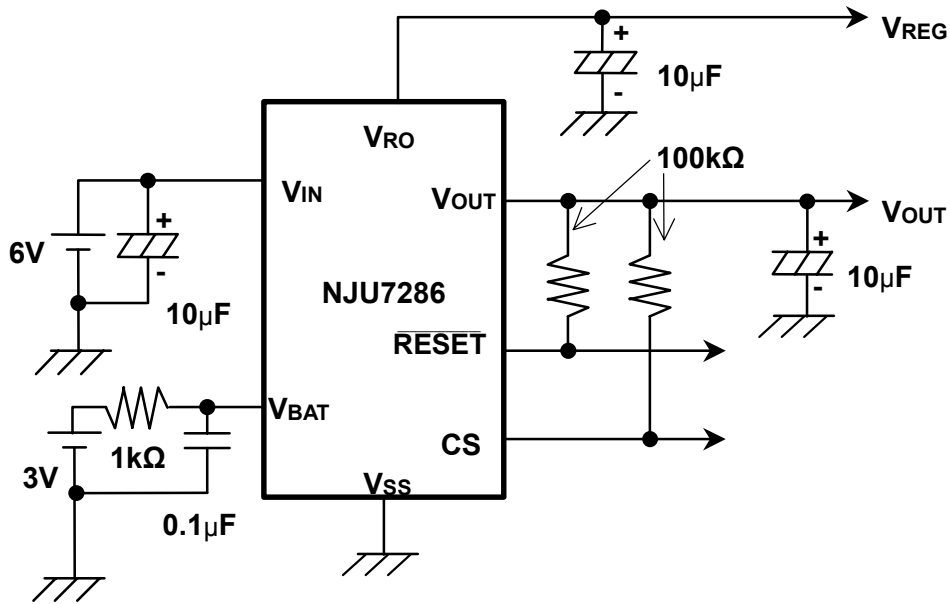 +
VREG
10μF
-
VRO
100kΩ
VIN
VOUT
VOUT
+
+
6V
-
10μF
-
10μF
NJU7286
RESET
VBAT
CS
1kΩ
3V
VSS
0.1μF